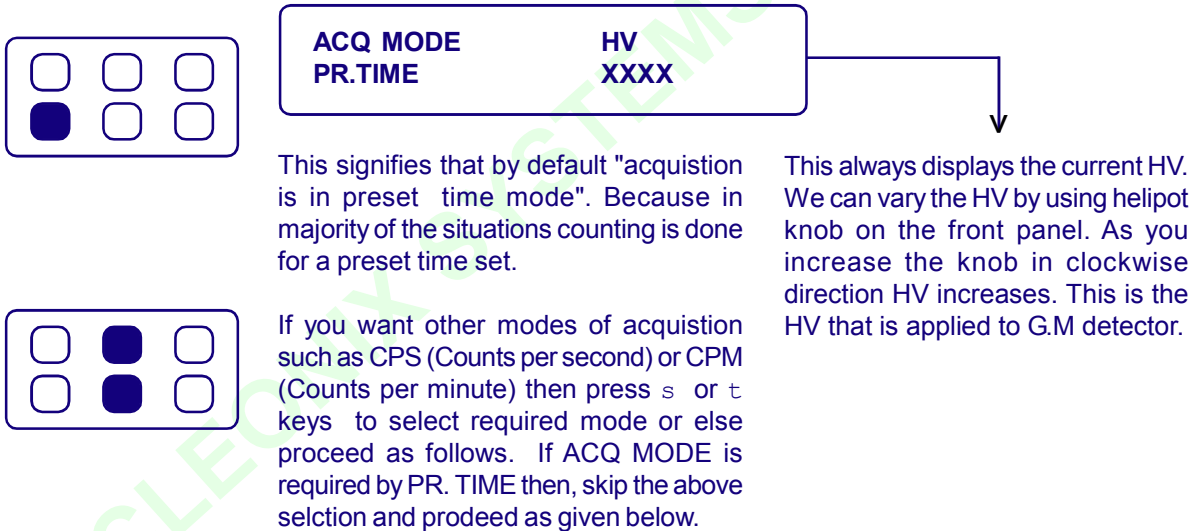 ACQ MODE HV
PR.TIME XXXX
This signifies that by default "acquistion
is in preset time mode". Because in
majority of the situations counting is done
for a preset time set.
If you want other modes of acquistion
such as CPS (Counts per second) or CPM
(Counts per minute) then press s or t
keys to select required mode or else
proceed as follows. If ACQ MODE is
required by PR. TIME then, skip the above
selction and prodeed as given below.
This always displays the current HV.
We can vary the HV by using helipot
knob on the front panel. As you
increase the knob in clockwise
direction HV increases. This is the
HV that is applied to G.M detector.
CLEONIX SYSTEMS